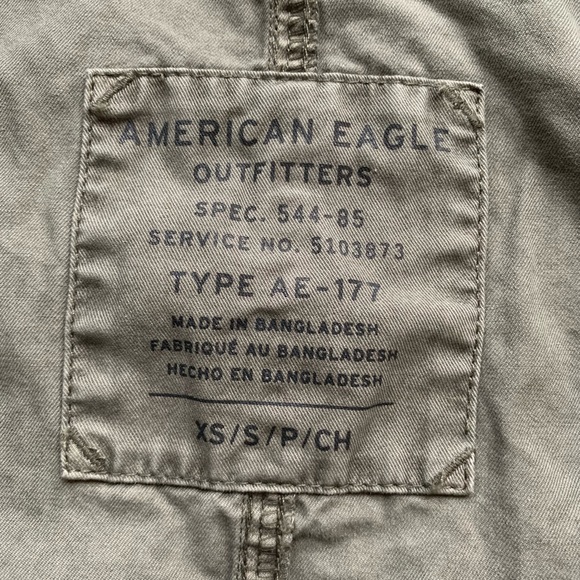 AMERICAN EAGLE
OUTFITTERS
SPEC. 544-85
SERVICE NO. 5103873
TYPE AE-177
MADE IN BANGLADESH
FABRIQUÉ AU BANGLADESH
HECHO EN BANGLADESH
XS/S/P/CH